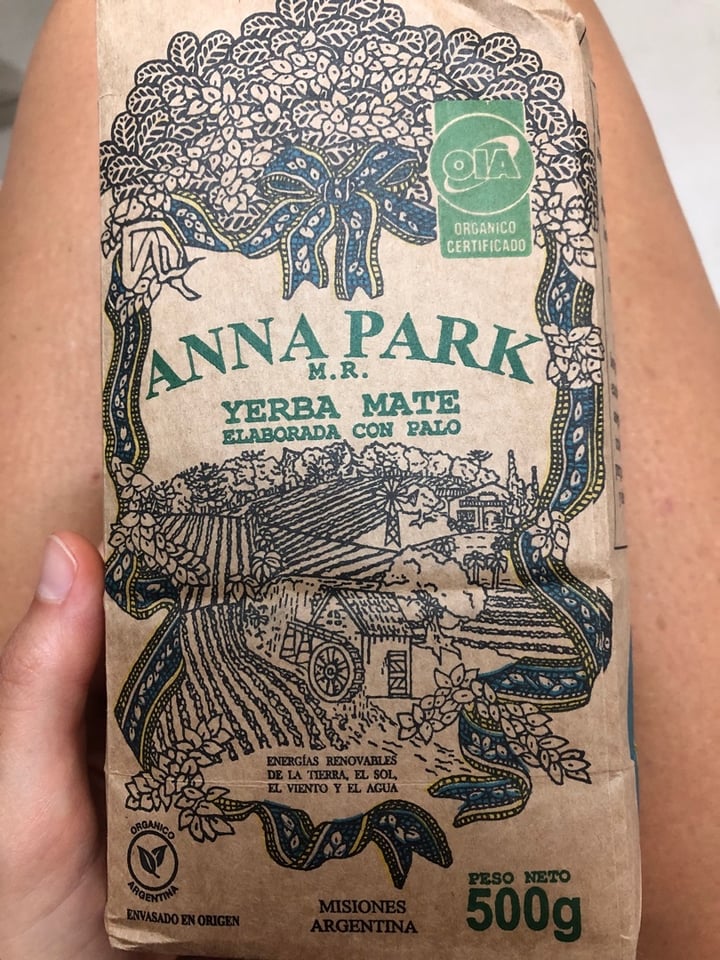 OIA
ORGANICO
CERTIFICADO
ANNA PARK
M.R.
YERBA MATE
ELABORADA CON PALO
ENERGÍAS RENOVABLES
DE LA TIERRA, EL SOL,
EL VIENTO Y EL AGUA
ORGANICO
ARGENTINA
ENVASADO EN ORIGEN
MISIONES
ARGENTINA
PESO NETO
500g